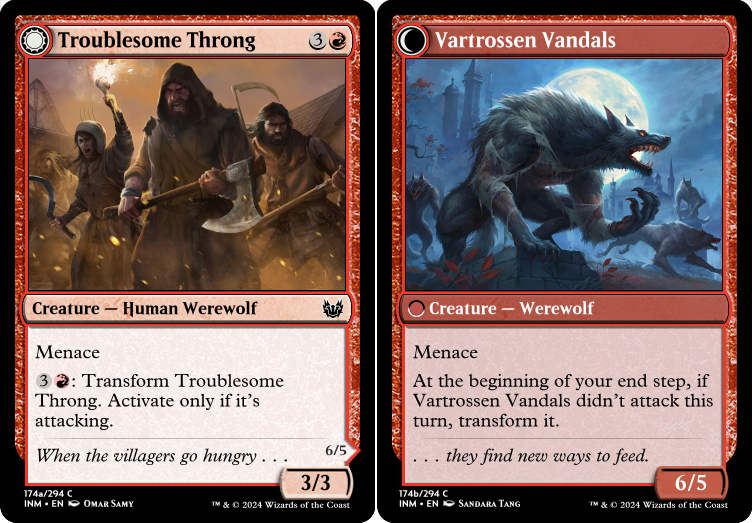 Troublesome Throng 3
Creature — Human Werewolf
Menace
3 : Transform Troublesome
Throng. Activate only if it's
attacking.
When the villagers go hungry . . .
6/5
3/3
174a/294 C
INM • EN Omar Samy
™ & © 2024 Wizards of the Coast
Vartrossen Vandals
Creature — Werewolf
Menace
At the beginning of your end step, if
Vartrossen Vandals didn't attack this
turn, transform it.
. . . they find new ways to feed.
6/5
174b/294 C
INM • EN Sandara Tang
™ & © 2024 Wizards of the Coast